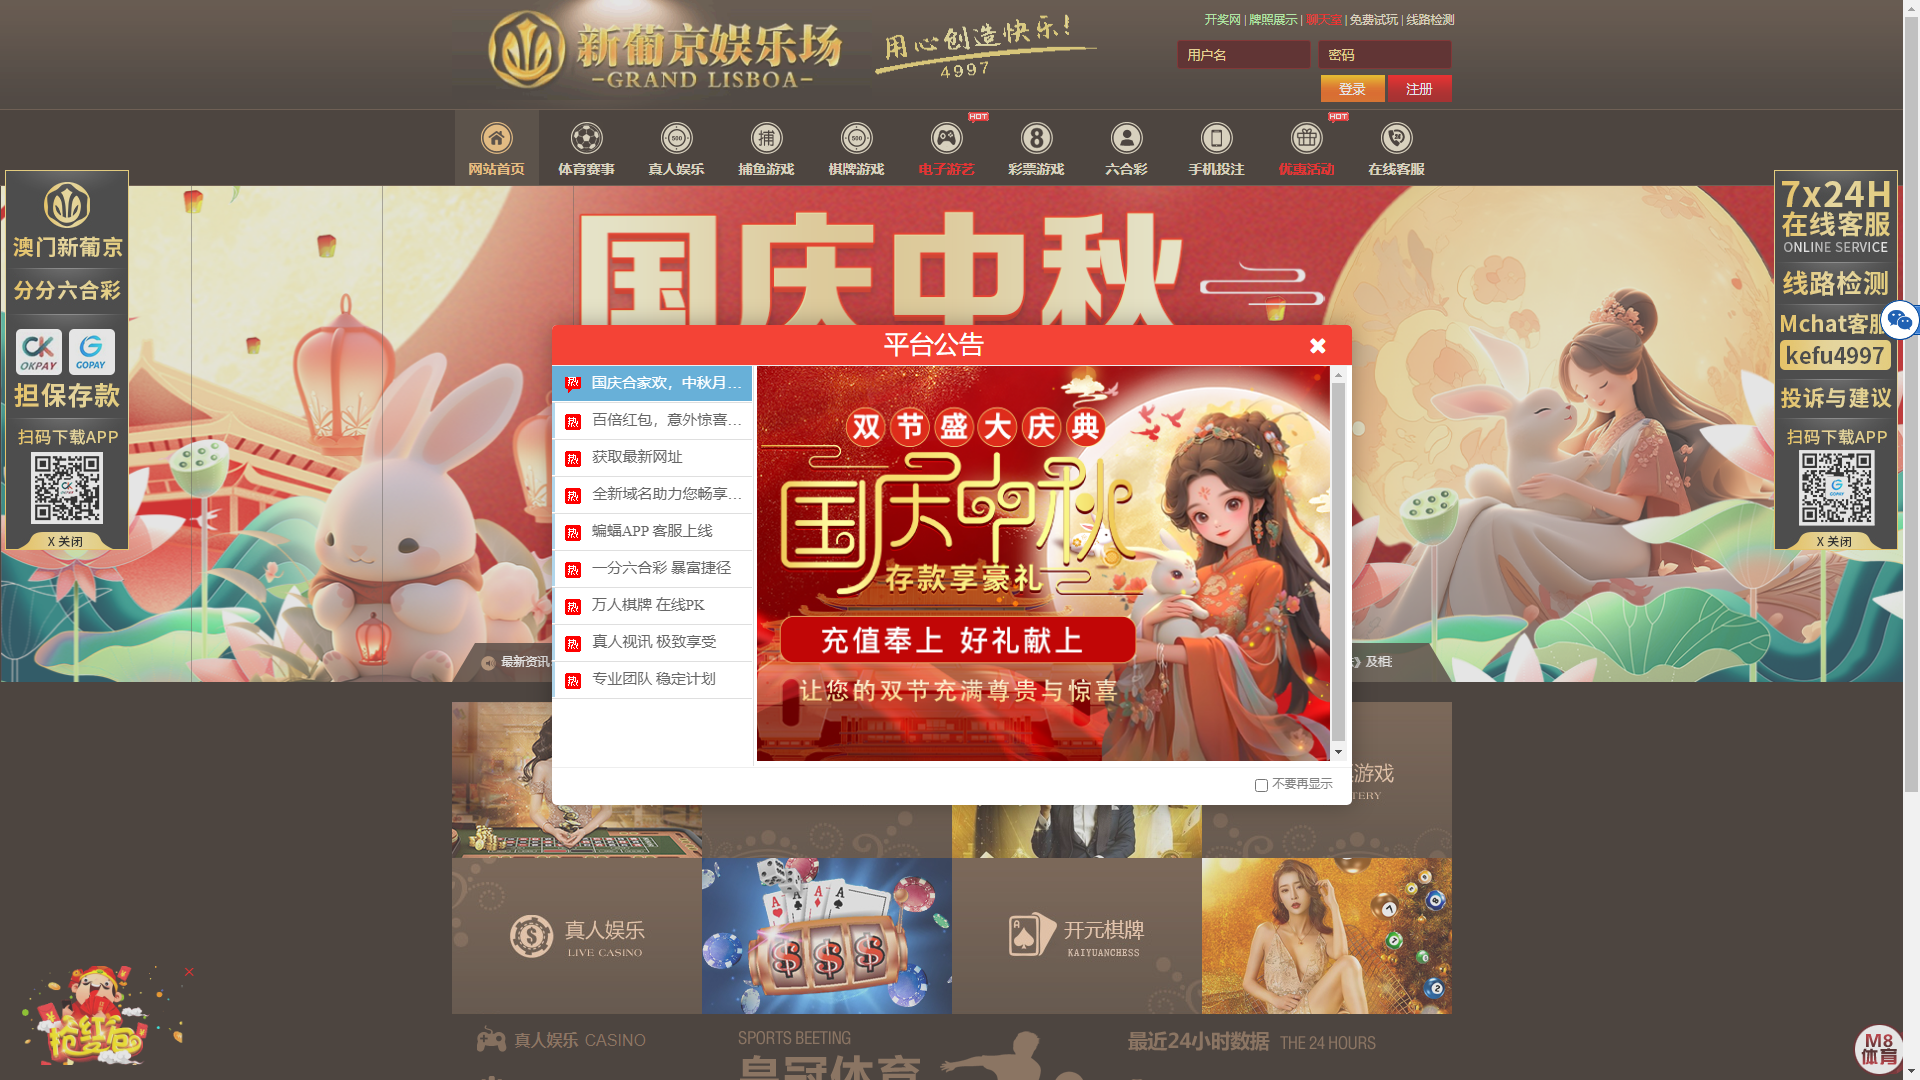 新葡京娱乐场
GRAND LISBOA
用心创造快乐!
4997
开奖网 | 牌照展示 | 聊天室 | 免费试玩 | 线路检测
用户名
密码
登录
注册
HOT
HOT
网站首页
体育赛事
真人娱乐
捕鱼游戏
棋牌游戏
电子游艺
彩票游戏
六合彩
手机投注
优惠活动
在线客服
澳门新葡京
分分六合彩
OKPAY
GOPAY
担保存款
扫码下载APP
X 关闭
国庆中秋
7x24H
在线客服
ONLINE SERVICE
线路检测
Mchat客服
kefu4997
投诉与建议
扫码下载APP
X 关闭
平台公告
热 国庆合家欢，中秋月...
热 百倍红包，意外惊喜...
热 获取最新网址
热 全新域名助力您畅享...
热 蝙蝠APP 客服上线
热 一分六合彩 暴富捷径
热 万人棋牌 在线PK
热 真人视讯 极致享受
热 专业团队 稳定计划
双节盛大庆典
国庆中秋
存款享豪礼
充值奉上 好礼献上
让您的双节充满尊贵与惊喜
不要再显示
最新资讯
及相
游戏
TERY
真人娱乐
LIVE CASINO
开元棋牌
KAIYUANCHESS
抢红包
真人娱乐 CASINO
SPORTS BEETING
皇冠体育
最近24小时数据 THE 24 HOURS
M8
体育